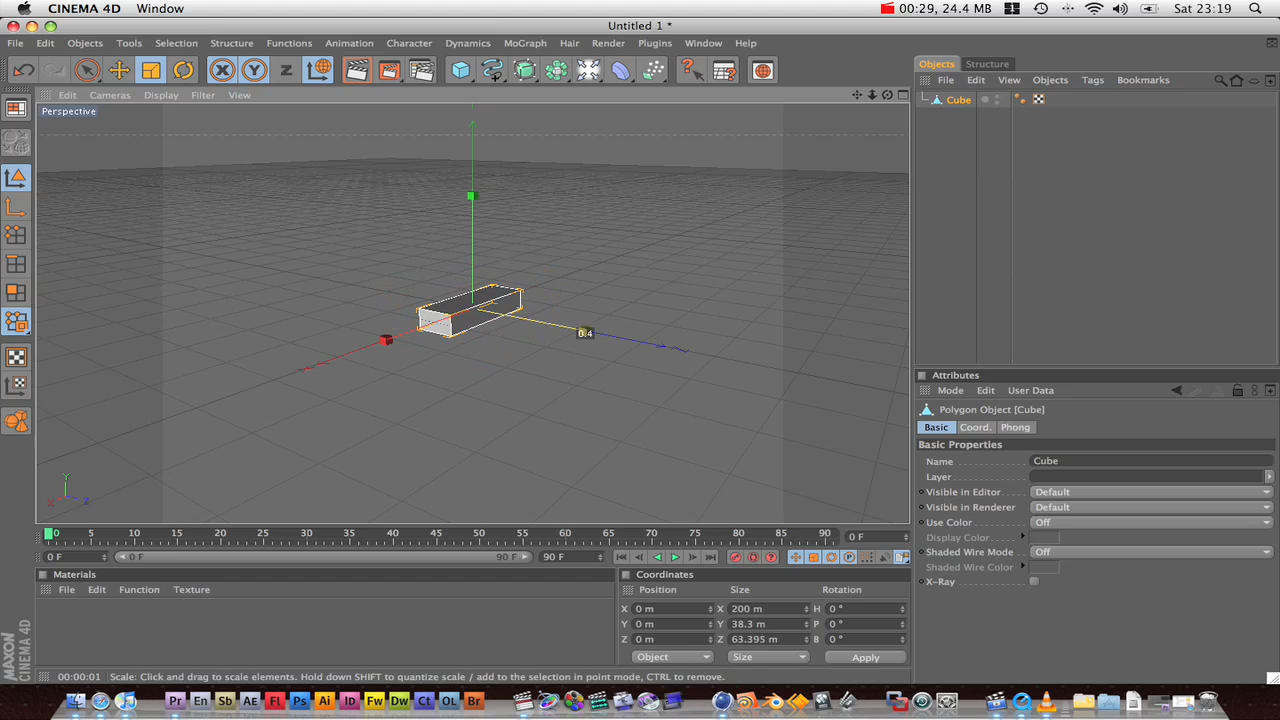 CINEMA 4D Window 00:29, 24.4 MB 1 Sat 23:19
Untitled 1 *
File Edit Objects Tools Selection Structure Functions Animation Character Dynamics MoGraph Hair Render Plugins Window Help
X Y Z
Objects Structure
File Edit View Objects Tags Bookmarks
Cube
Edit Cameras Display Filter View
Perspective
0.4
Y
X Z
Attributes
Mode Edit User Data
Polygon Object [Cube]
Basic Coord. Phong
Basic Properties
Name Cube
Layer
Visible in Editor Default
Visible in Renderer Default
Use Color Off
Display Color
Shaded Wire Mode Off
Shaded Wire Color
X-Ray
0 5 10 15 20 25 30 35 40 45 50 55 60 65 70 75 80 85 90 0 F
0 F 0 F 90 F 90 F P
Materials
File Edit Function Texture
Coordinates
Position Size Rotation
X 0 m X 200 m H 0 °
Y 0 m Y 38.3 m P 0 °
Z 0 m Z 63.395 m B 0 °
Object Size Apply
MAXON
CINEMA 4D
00:00:01 Scale: Click and drag to scale elements. Hold down SHIFT to quantize scale / add to the selection in point mode, CTRL to remove.
Pr En Sb AE Fl Ps Ai Id Fw Dw Ct OL Br